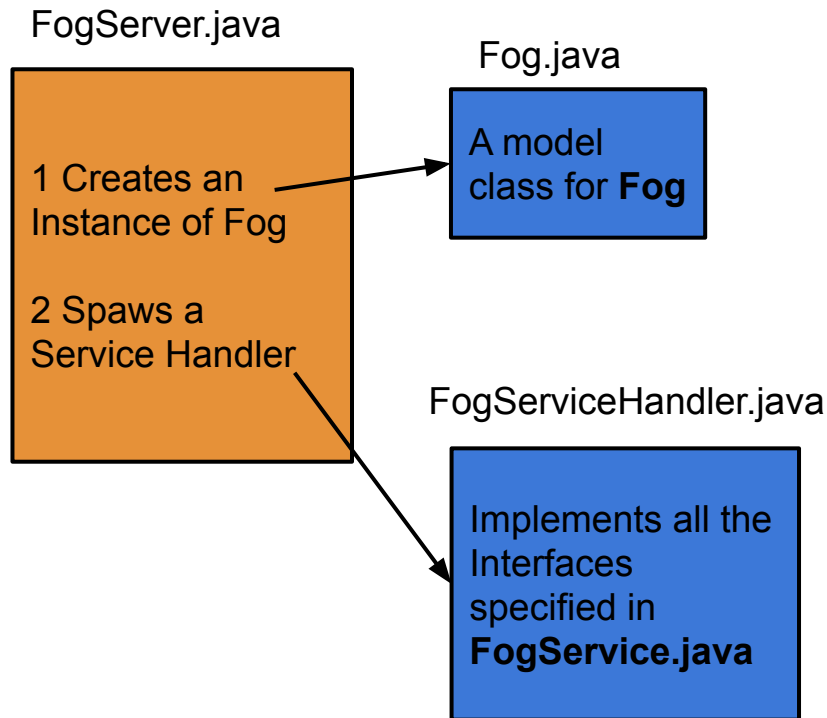 FogServer.java
1 Creates an
Instance of Fog
2 Spaws a
Service Handler
Fog.java
A model
class for Fog
FogServiceHandler.java
Implements all the
Interfaces
specified in
FogService.java